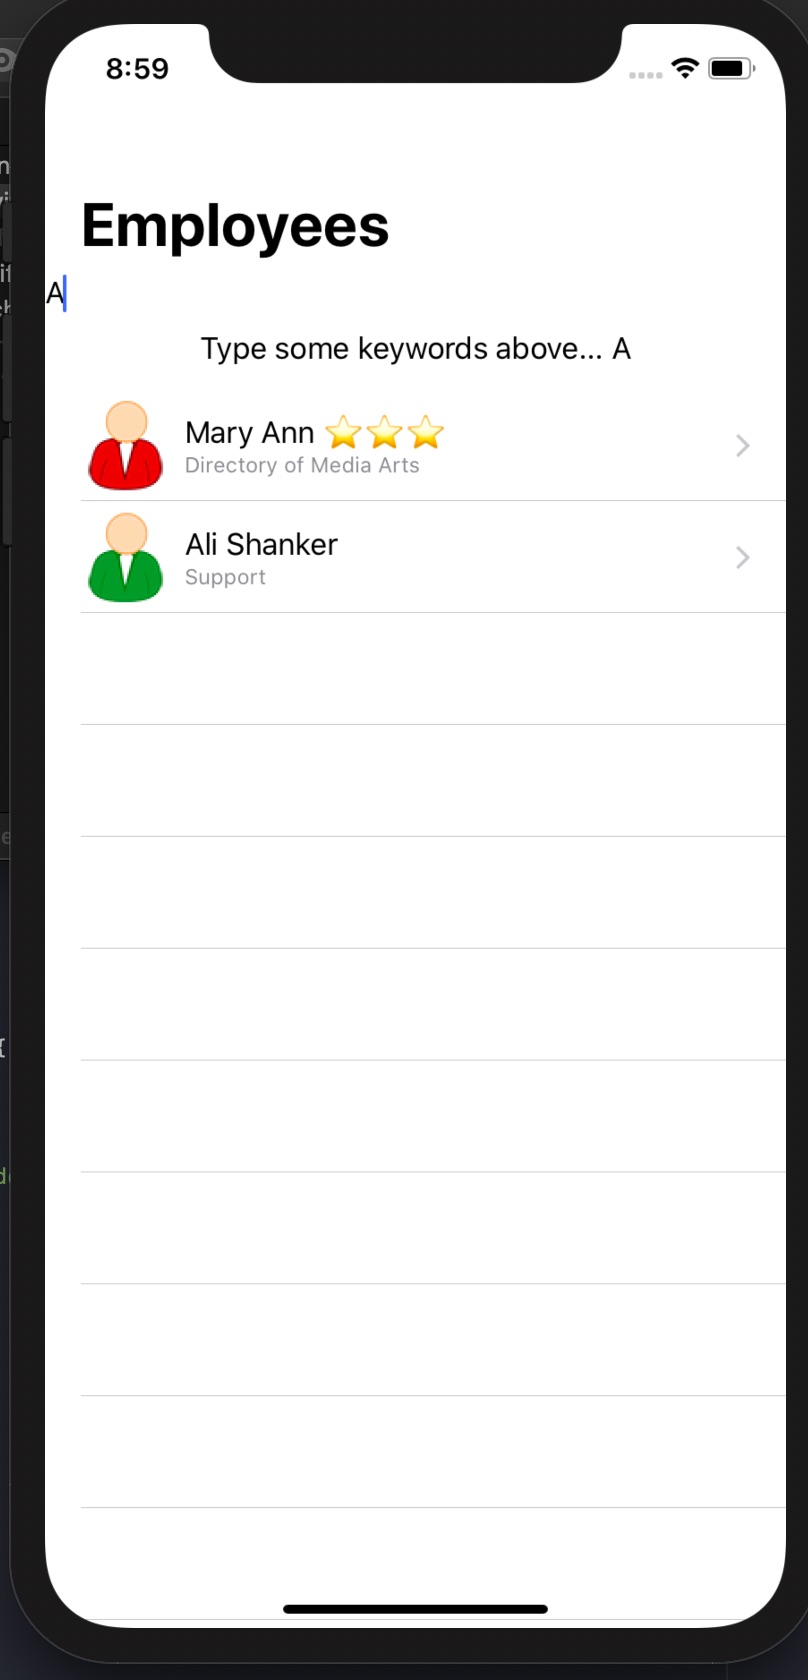 8:59
Employees
A
Type some keywords above... A
Mary Ann ⭐⭐⭐
Directory of Media Arts
Ali Shanker
Support